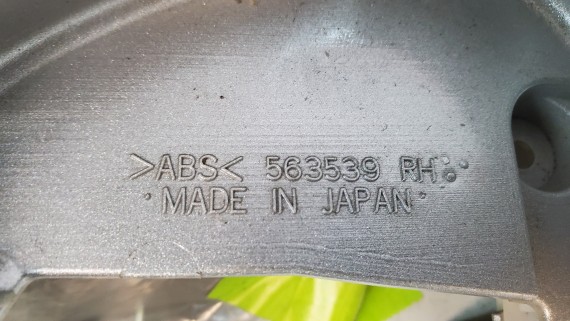 >ABS< 563539 RH
MADE IN JAPAN